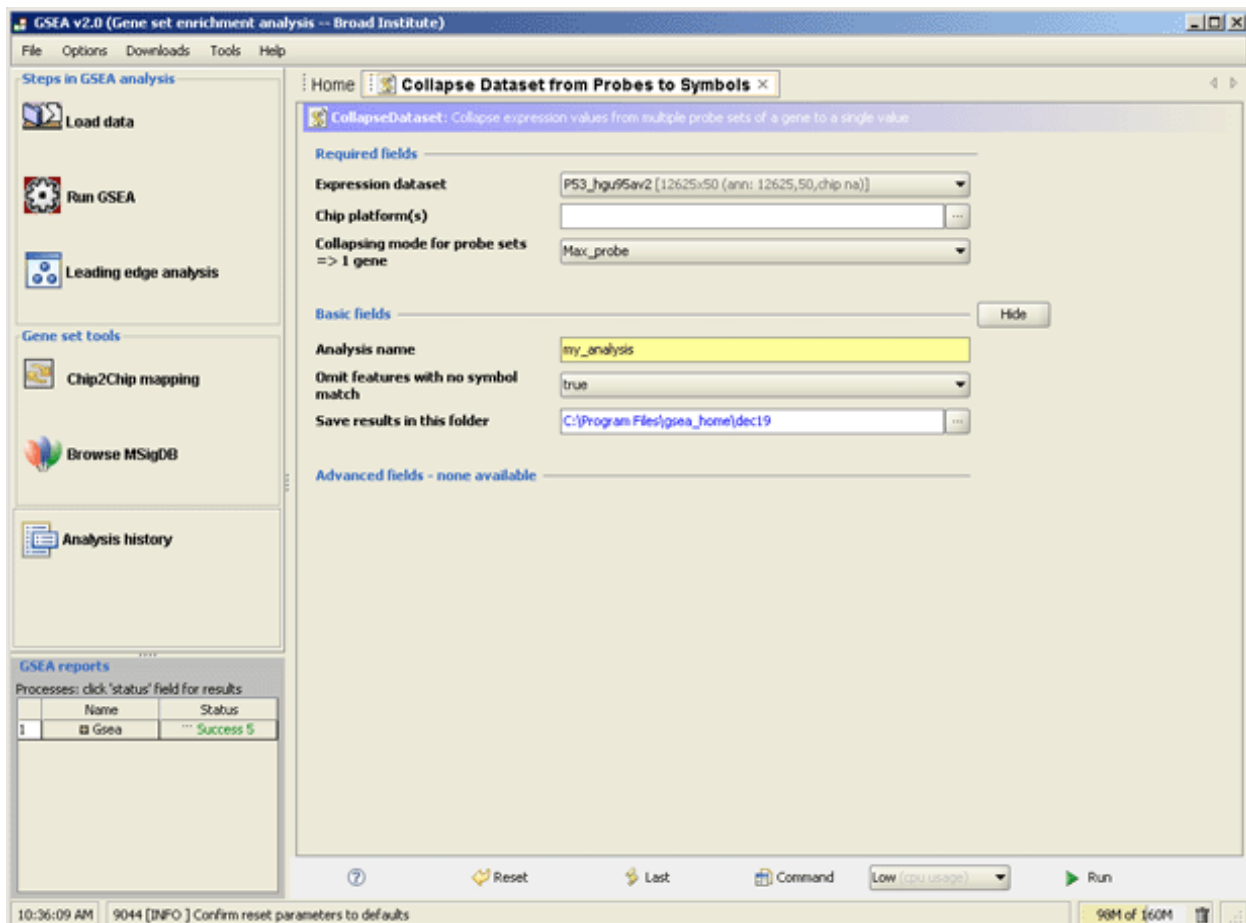 GSEA v2.0 (Gene set enrichment analysis -- Broad Institute)
File Options Downloads Tools Help
Steps in GSEA analysis
Load data
Run GSEA
Leading edge analysis
Gene set tools
Chip2Chip mapping
Browse MSigDB
Analysis history
GSEA reports
Processes: click 'status' field for results
Name Status
1 Gsea Success 5
Home Collapse Dataset from Probes to Symbols
CollapseDataset: Collapse expression values from multiple probe sets of a gene to a single value
Required fields
Expression dataset P53_hgu95av2 [12625x50 (ann: 12625,50,chip na)]
Chip platform(s) ...
Collapsing mode for probe sets
=> 1 gene Max_probe
Basic fields Hide
Analysis name my_analysis
Omit features with no symbol
match true
Save results in this folder C:\Program Files\gsea_home\dec19 ...
Advanced fields - none available
? Reset Last Command Low (cpu usage) Run
10:36:09 AM 9044 [INFO ] Confirm reset parameters to defaults 98M of 160M